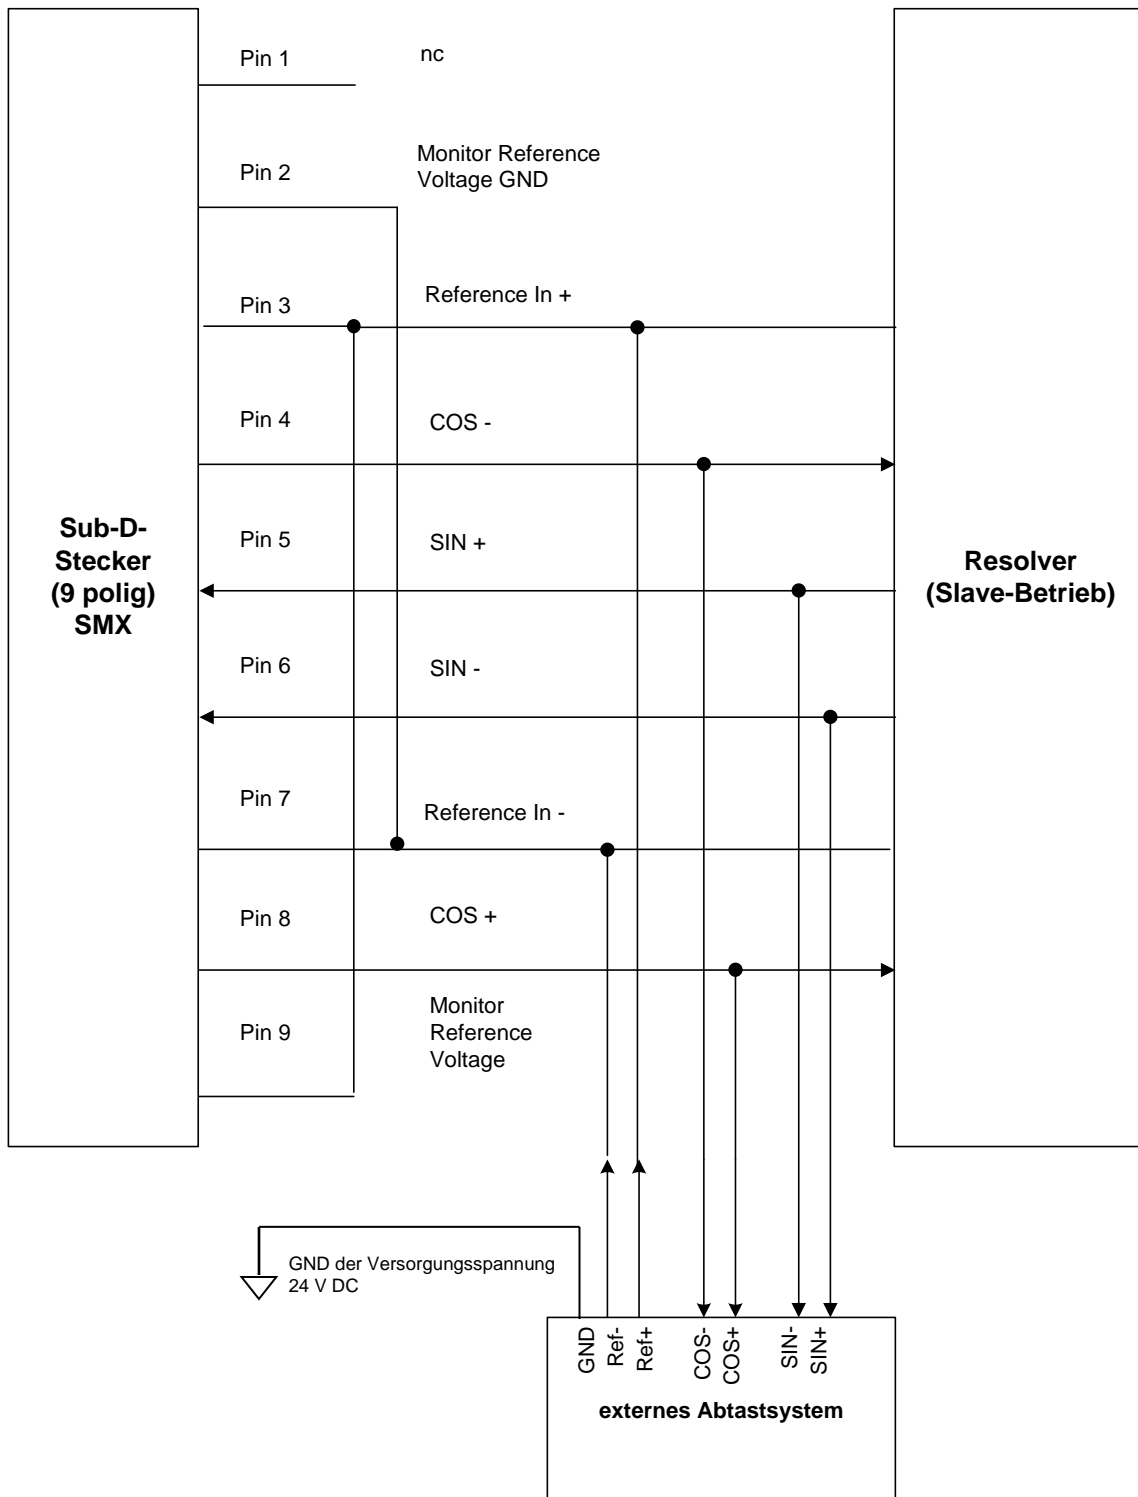 Pin 1
nc
Pin 2
Monitor Reference
Voltage GND
Pin 3
Reference In +
Pin 4
COS -
Sub-D-
Stecker
(9 polig)
SMX
Pin 5
SIN +
Resolver
(Slave-Betrieb)
Pin 6
SIN -
Pin 7
Reference In -
Pin 8
COS +
Pin 9
Monitor
Reference
Voltage
GND der Versorgungsspannung
24 V DC
GND
Ref-
Ref+
COS-
COS+
SIN-
SIN+
externes Abtastsystem